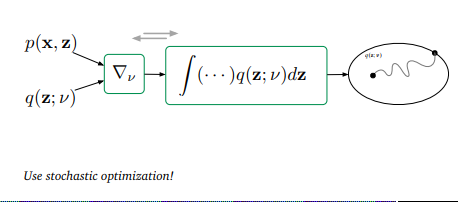 p(x, z)
q(z; ν)
∇ν
∫(···)q(z; ν)dz
q(z; ν)
Use stochastic optimization!